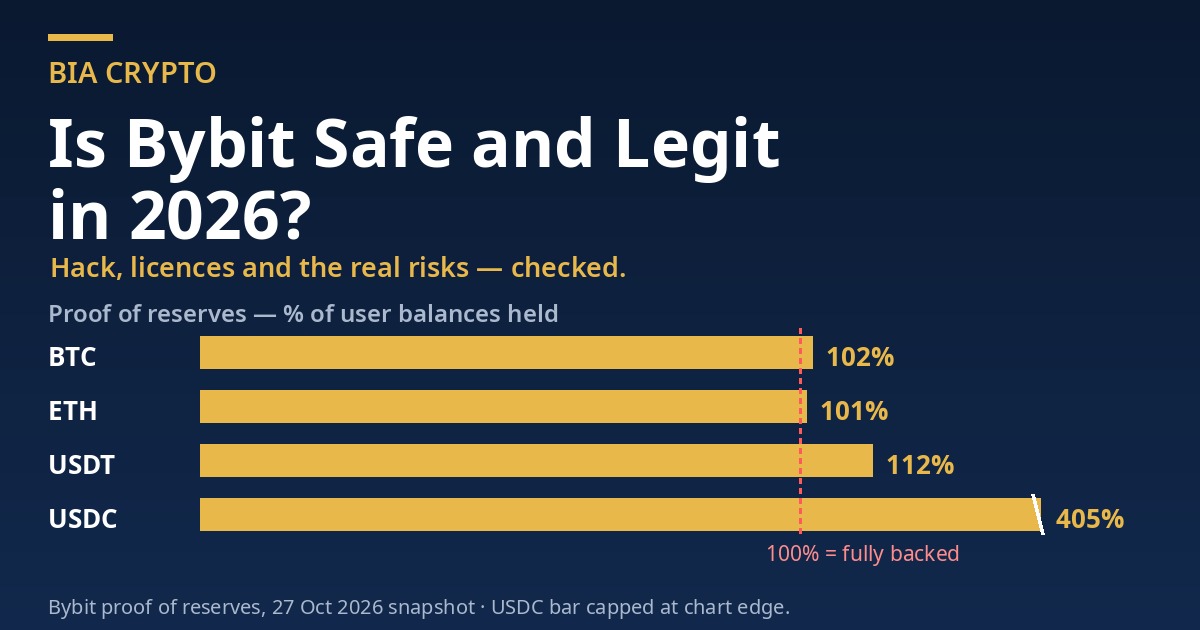 BIA CRYPTO
Is Bybit Safe and Legit
in 2026?
Hack, licences and the real risks — checked.
Proof of reserves — % of user balances held
BTC 102%
ETH 101%
USDT 112%
USDC 405%
100% = fully backed
Bybit proof of reserves, 27 Oct 2026 snapshot · USDC bar capped at chart edge.